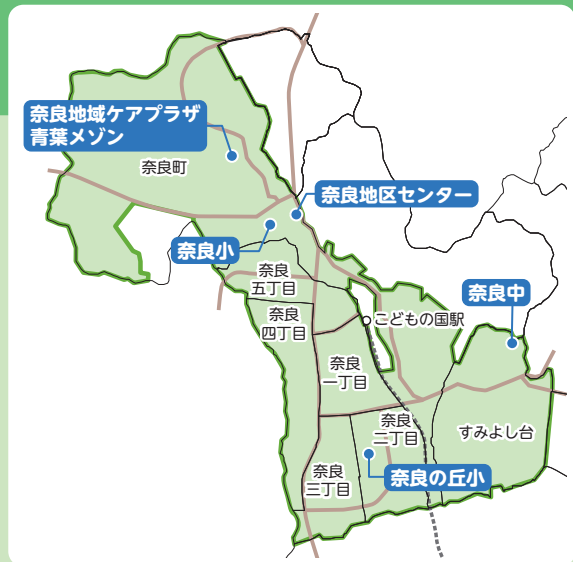 奈良地域ケアプラザ
青葉メゾン
奈良町
奈良地区センター
奈良小
奈良
五丁目
奈良中
奈良
四丁目
こどもの国駅
奈良
一丁目
奈良
二丁目
すみよし台
奈良
三丁目
奈良の丘小